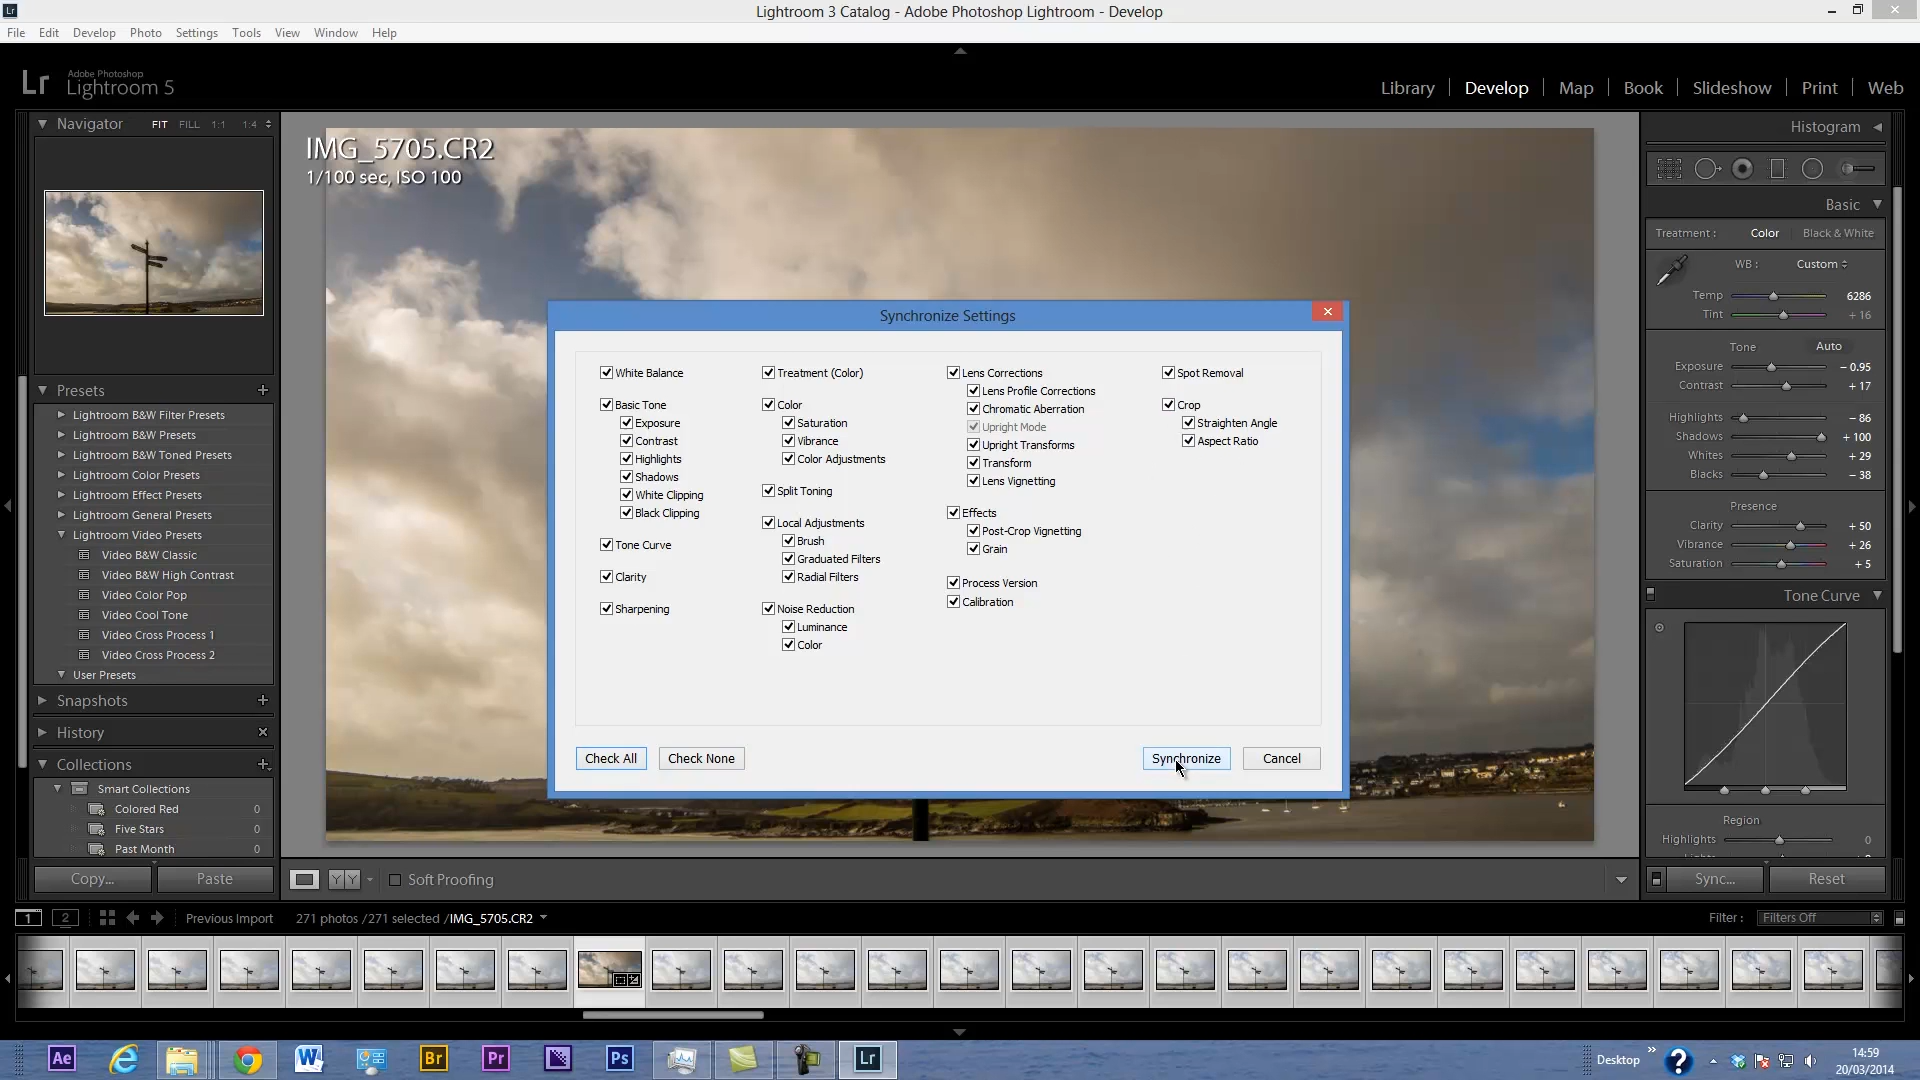 Lr
Lightroom 3 Catalog - Adobe Photoshop Lightroom - Develop
File Edit Develop Photo Settings Tools View Window Help
Lr
Adobe Photoshop
Lightroom 5
Library | Develop | Map | Book | Slideshow | Print | Web
Navigator FIT FILL 1:1 1:4
IMG_5705.CR2
1/100 sec, ISO 100
Presets
Lightroom B&W Filter Presets
Lightroom B&W Presets
Lightroom B&W Toned Presets
Lightroom Color Presets
Lightroom Effect Presets
Lightroom General Presets
Lightroom Video Presets
Video B&W Classic
Video B&W High Contrast
Video Color Pop
Video Cool Tone
Video Cross Process 1
Video Cross Process 2
User Presets
Snapshots
History
Collections
Smart Collections
Colored Red 0
Five Stars 0
Past Month 0
Copy... Paste
Synchronize Settings
White Balance
Basic Tone
Exposure
Contrast
Highlights
Shadows
White Clipping
Black Clipping
Tone Curve
Clarity
Sharpening
Treatment (Color)
Color
Saturation
Vibrance
Color Adjustments
Split Toning
Local Adjustments
Brush
Graduated Filters
Radial Filters
Noise Reduction
Luminance
Color
Lens Corrections
Lens Profile Corrections
Chromatic Aberration
Upright Mode
Upright Transforms
Transform
Lens Vignetting
Effects
Post-Crop Vignetting
Grain
Process Version
Calibration
Spot Removal
Crop
Straighten Angle
Aspect Ratio
Check All Check None Synchronize Cancel
YY Soft Proofing
Histogram
Basic
Treatment : Color Black & White
WB : Custom
Temp 6286
Tint + 16
Tone Auto
Exposure − 0.95
Contrast + 17
Highlights − 86
Shadows + 100
Whites + 29
Blacks − 38
Presence
Clarity + 50
Vibrance + 26
Saturation + 5
Tone Curve
Region
Highlights 0
Sync... Reset
1 2 Previous Import 271 photos /271 selected /IMG_5705.CR2 Filter : Filters Off
Ae W Br Pr Ps Lr
Desktop » ? 14:59
20/03/2014